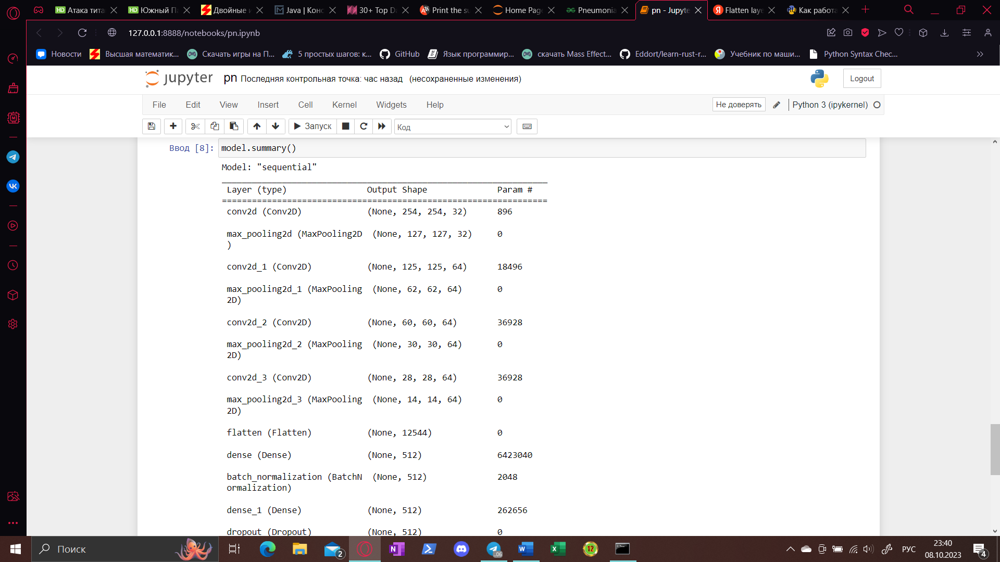 Атака тита
Южный П
Двойные и
Java | Конс
30+ Top Da
Print the su
Home Page
Pneumonia
pn - Jupyte
Flatten laye
Как работа
127.0.0.1:8888/notebooks/pn.ipynb
Новости
Высшая математик...
Скачать игры на П...
5 простых шагов: к...
GitHub
Язык программир...
скачать Mass Effect...
Eddort/learn-rust-r...
Учебник по маши...
Python Syntax Chec...
jupyter pn Последняя контрольная точка: час назад (несохраненные изменения)
Logout
File Edit View Insert Cell Kernel Widgets Help
Не доверять
Python 3 (ipykernel)
Запуск
Код
Ввод [8]: model.summary()
Model: "sequential"
_________________________________________________________________
Layer (type) Output Shape Param #
=================================================================
conv2d (Conv2D) (None, 254, 254, 32) 896
max_pooling2d (MaxPooling2D (None, 127, 127, 32) 0
)
conv2d_1 (Conv2D) (None, 125, 125, 64) 18496
max_pooling2d_1 (MaxPooling (None, 62, 62, 64) 0
2D)
conv2d_2 (Conv2D) (None, 60, 60, 64) 36928
max_pooling2d_2 (MaxPooling (None, 30, 30, 64) 0
2D)
conv2d_3 (Conv2D) (None, 28, 28, 64) 36928
max_pooling2d_3 (MaxPooling (None, 14, 14, 64) 0
2D)
flatten (Flatten) (None, 12544) 0
dense (Dense) (None, 512) 6423040
batch_normalization (BatchN (None, 512) 2048
ormalization)
dense_1 (Dense) (None, 512) 262656
dropout (Dropout) (None, 512) 0
Поиск
2
.06
12
РУС
23:40
08.10.2023
4